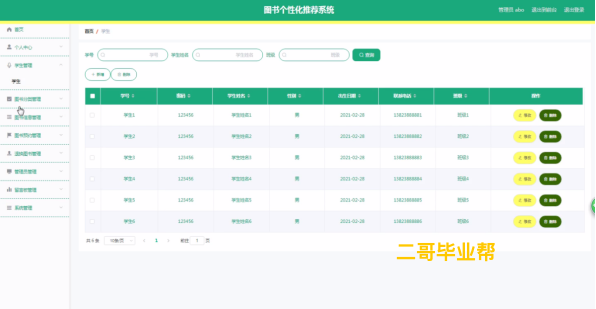 图书个性化推荐系统
管理员 abo 退出到前台 退出登录
首页
个人中心
学生管理
学生
图书分类管理
图书信息管理
图书预约管理
退换图书管理
管理员管理
留言板管理
系统管理
首页 / 学生
学号 学号 学生姓名 学生姓名 班级 班级 查询
+ 新增 删除
学号 密码 学生姓名 性别 出生日期 联系电话 班级 操作
学生1 123456 学生姓名1 男 2021-02-28 13823888881 班级1 修改 删除
学生2 123456 学生姓名2 男 2021-02-28 13823888882 班级2 修改 删除
学生3 123456 学生姓名3 男 2021-02-28 13823888883 班级3 修改 删除
学生4 123456 学生姓名4 男 2021-02-28 13823888884 班级4 修改 删除
学生5 123456 学生姓名5 男 2021-02-28 13823888885 班级5 修改 删除
学生6 123456 学生姓名6 男 2021-02-28 13823888886 班级6 修改 删除
共 6 条 10条/页 1 前往 1 页
二哥毕业帮